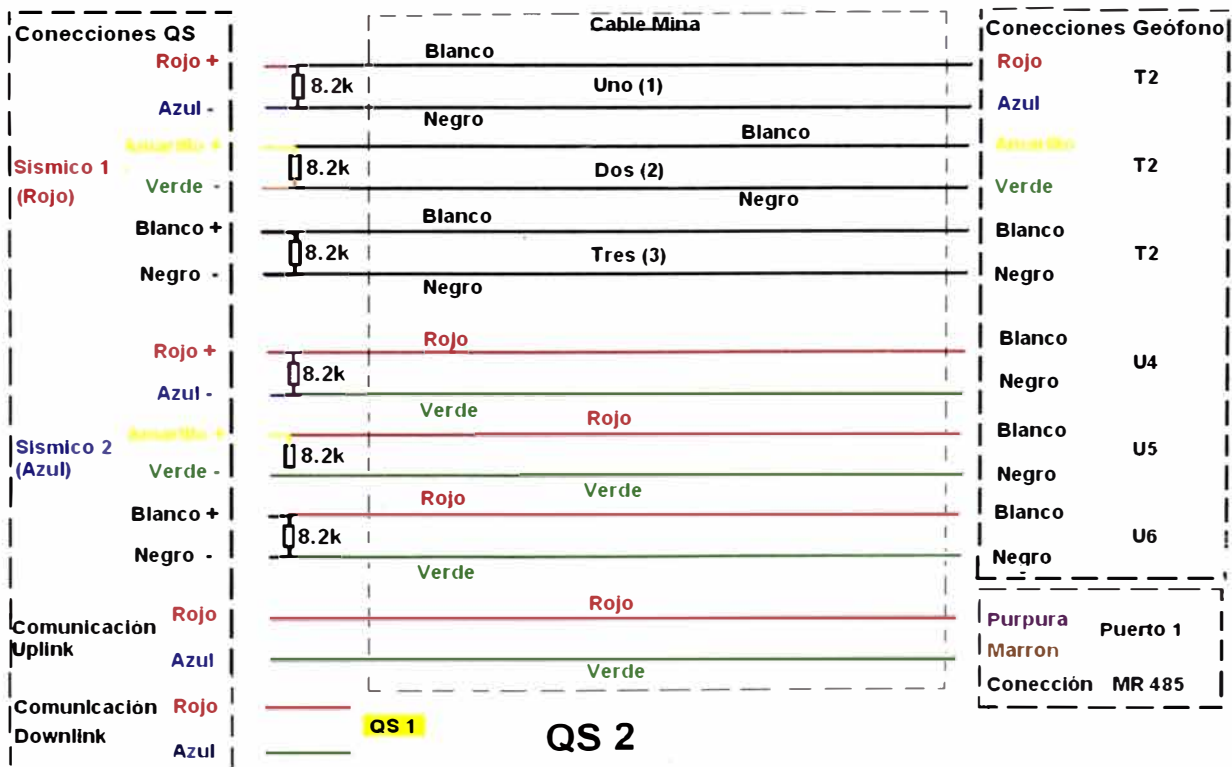 Conecciones QS
Cable Mina
Conecciones Geófono
Rojo +
Blanco
Rojo
8.2k
Uno (1)
T2
Azul -
Negro
Azul
Amarillo +
Blanco
Amarillo
Sismico 1
(Rojo)
8.2k
Dos (2)
T2
Verde -
Negro
Verde
Blanco +
Blanco
Blanco
8.2k
Tres (3)
T2
Negro -
Negro
Negro
Rojo +
Rojo
Blanco
8.2k
U4
Azul -
Verde
Negro
Amarillo +
Rojo
Blanco
Sismico 2
(Azul)
8.2k
U5
Verde -
Verde
Negro
Blanco +
Rojo
Blanco
8.2k
U6
Negro -
Verde
Negro
Comunicación
Uplink
Rojo
Rojo
Azul
Verde
Purpura
Marron
Puerto 1
Conección MR 485
Comunicación
Downlink
Rojo
Azul
QS 1
QS 2